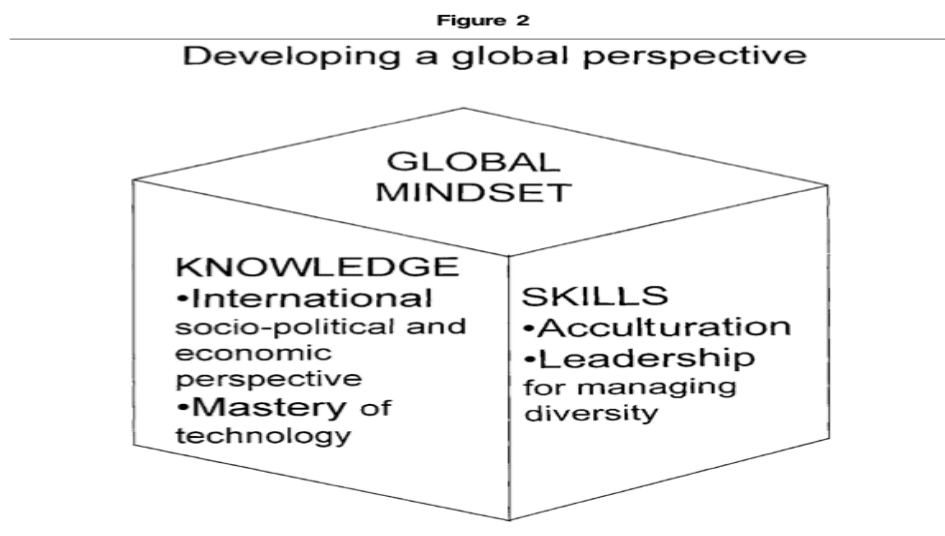 Figure 2
Developing a global perspective
GLOBAL
MINDSET
KNOWLEDGE
•International
socio-political and
economic
perspective
•Mastery of
technology
SKILLS
•Acculturation
•Leadership
for managing
diversity